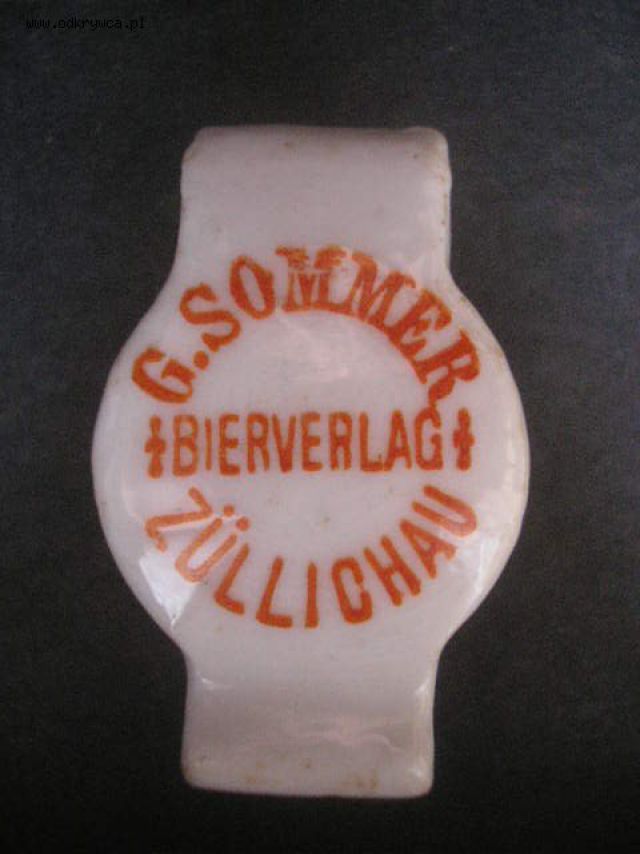 www.odkrywca.pl
G. SOMMER
BIERVERLAG
ZÜLLICHAU